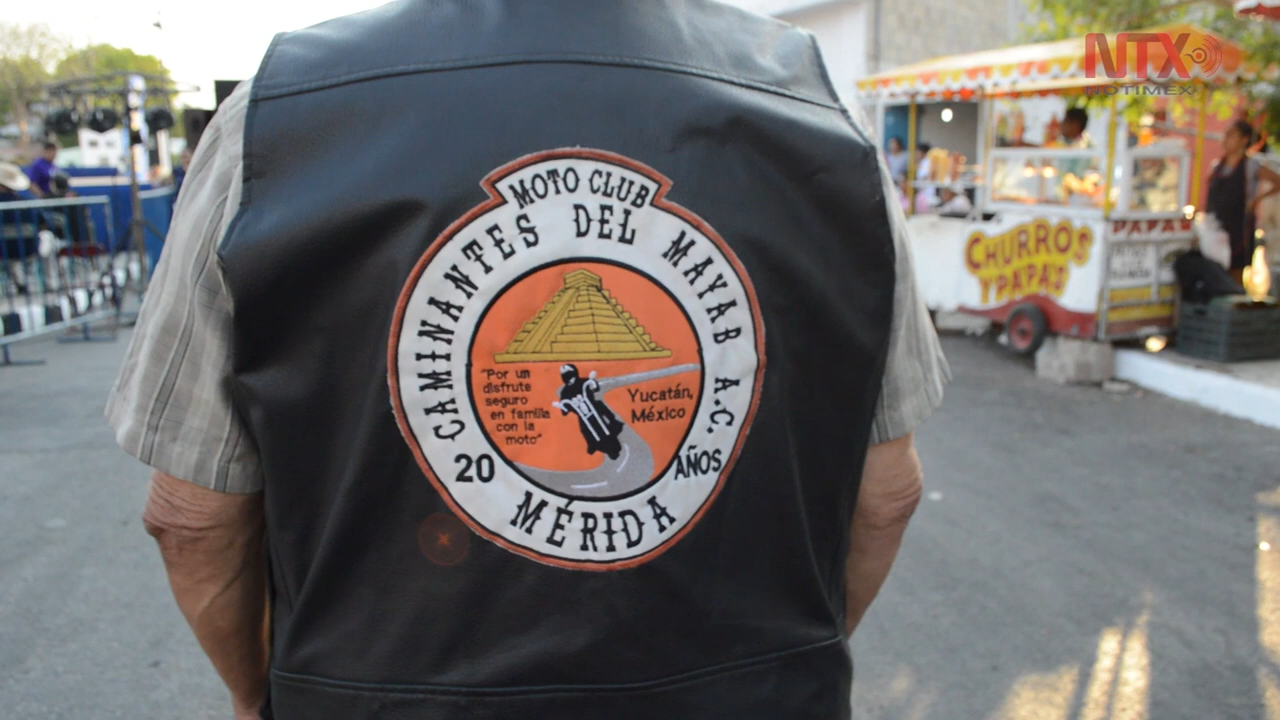 MOTO CLUB
CAMINANTES DEL MAYAB A.C.
"Por un
disfrute
seguro
en familia
con la
moto"
Yucatán,
México
20 AÑOS
MÉRIDA
NTX
NOTIMEX
CHURROS
Y PAPAS
PAPAS